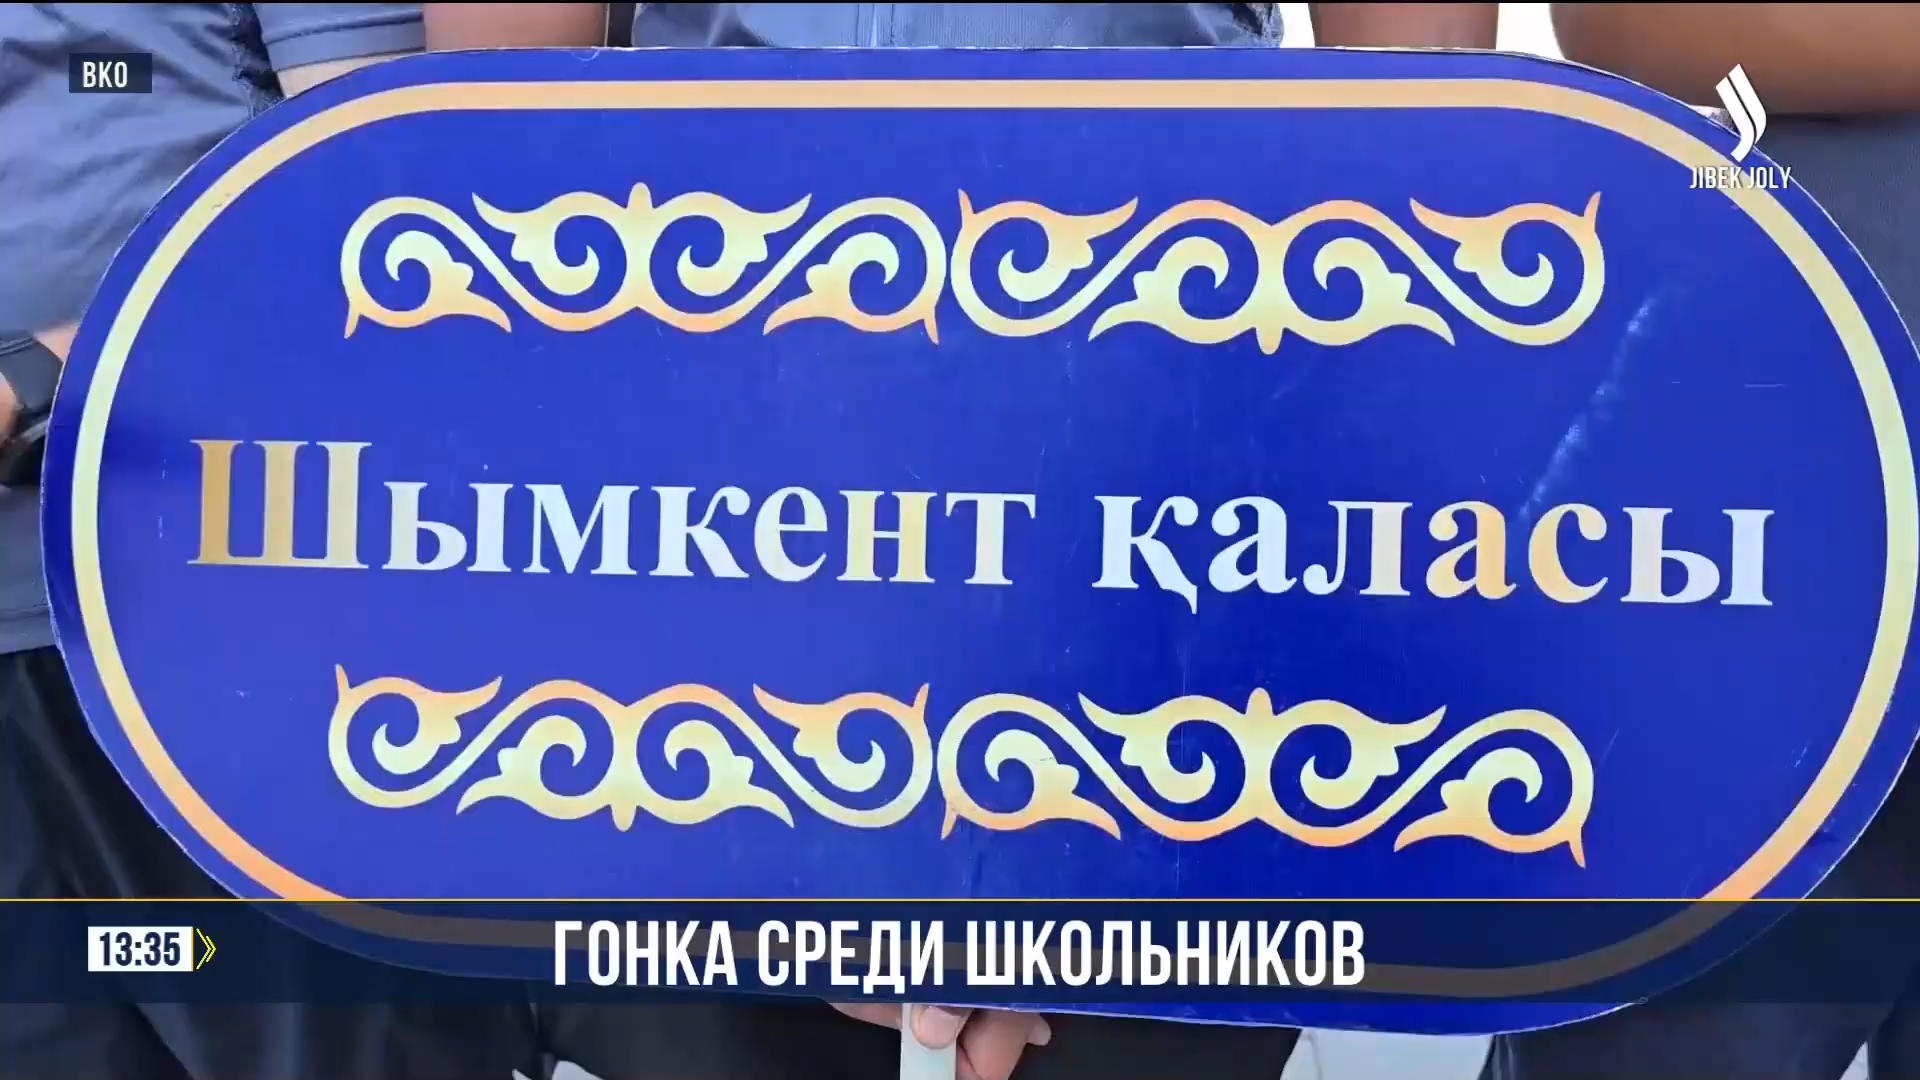 ВКО
JIBEK JOLY
Шымкент қаласы
13:35
ГОНКА СРЕДИ ШКОЛЬНИКОВ